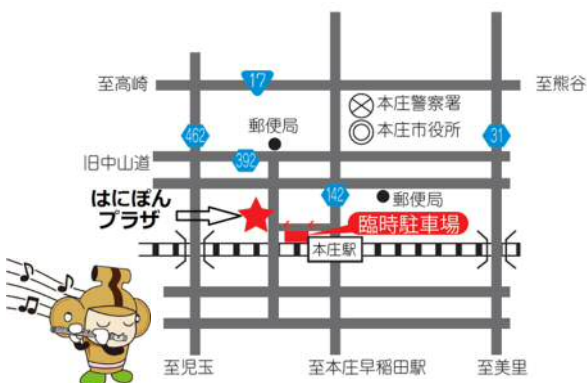 至高崎
17
至熊谷
本庄警察署
本庄市役所
462
郵便局
31
旧中山道
392
はにぽん
プラザ
142
郵便局
臨時駐車場
本庄駅
至児玉
至本庄早稲田駅
至美里